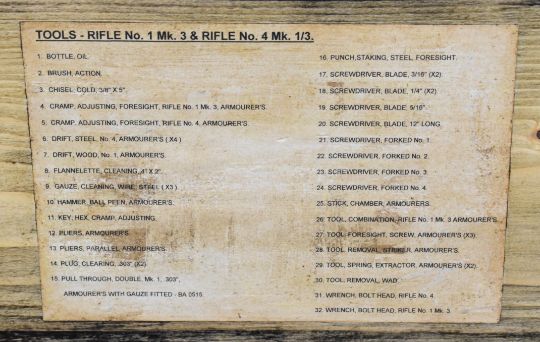 TOOLS - RIFLE No. 1 Mk. 3 & RIFLE No. 4 Mk. 1/3.
1. BOTTLE, OIL.
2. BRUSH, ACTION.
3. CHISEL, COLD, 3/8" X 5".
4. CRAMP, ADJUSTING, FORESIGHT, RIFLE No. 1 Mk. 3, ARMOURER'S.
5. CRAMP, ADJUSTING, FORESIGHT, RIFLE No. 4, ARMOURER'S.
6. DRIFT, STEEL, No. 4, ARMOURER'S ( X4 )
7. DRIFT, WOOD, No. 1, ARMOURER'S.
8. FLANNELETTE, CLEANING, 4" X 2".
9. GAUZE, CLEANING, WIRE, STEEL ( X3 )
10. HAMMER, BALL PEEN, ARMOURER'S.
11. KEY, HEX, CRAMP, ADJUSTING.
12. PLIERS, ARMOURER'S.
13. PLIERS, PARALLEL, ARMOURER'S.
14. PLUG, CLEARING, .303" (X2)
15. PULL THROUGH, DOUBLE, Mk. 1, .303",
ARMOURER'S WITH GAUZE FITTED - BA 0515.
16. PUNCH,STAKING, STEEL, FORESIGHT.
17. SCREWDRIVER, BLADE, 3/16" (X2)
18. SCREWDRIVER, BLADE, 1/4" (X2)
19. SCREWDRIVER, BLADE, 5/16".
20. SCREWDRIVER, BLADE, 12" LONG.
21. SCREWDRIVER, FORKED No. 1.
22. SCREWDRIVER, FORKED No. 2.
23. SCREWDRIVER, FORKED No. 3.
24. SCREWDRIVER, FORKED No. 4.
25. STICK, CHAMBER, ARMOURERS.
26. TOOL, COMBINATION, RIFLE No. 1 Mk 3 ARMOURER'S
27. TOOL, FORESIGHT, SCREW, ARMOURER'S (X3)
28. TOOL, REMOVAL, STRIKER, ARMOURER'S.
29. TOOL, SPRING, EXTRACTOR, ARMOURER'S (X2).
30. TOOL, REMOVAL, WAD.
31. WRENCH, BOLT HEAD, RIFLE No. 4
32. WRENCH, BOLT HEAD, RIFLE No. 1 Mk. 3